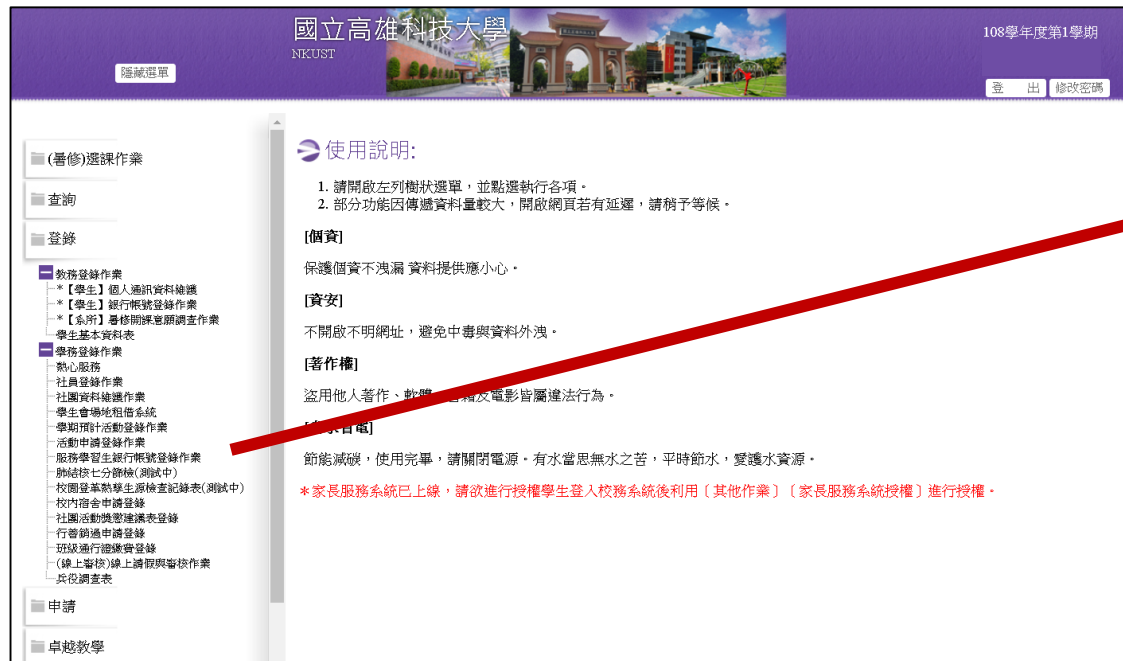 國立高雄科技大學
NKUST
108學年度第1學期
隱藏選單
登 出
修改密碼
(暑修)選課作業
查詢
登錄
教務登錄作業
*【學生】個人通訊資料維護
*【學生】銀行帳號登錄作業
*【系所】暑修開課意願調查作業
學生基本資料表
學務登錄作業
熱心服務
社員登錄作業
社團資料維護作業
學生會場地租借系統
學期預計活動登錄作業
活動申請登錄作業
服務學習生銀行帳號登錄作業
肺結核七分篩檢(測試中)
校園登革熱孳生源檢查記錄表(測試中)
校內宿舍申請登錄
社團活動獎懲建議表登錄
行善銷過申請登錄
班級通行證繳費登錄
(線上審核)線上請假與審核作業
兵役調查表
申請
卓越教學
使用說明:
1. 請開啟左列樹狀選單，並點選執行各項。
2. 部分功能因傳遞資料量較大，開啟網頁若有延遲，請稍予等候。
[個資]
保護個資不洩漏 資料提供應小心。
[資安]
不開啟不明網址，避免中毒與資料外洩。
[著作權]
盜用他人著作、軟體 及電影皆屬違法行為。
省電]
節能減碳，使用完畢，請關閉電源。有水當思無水之苦，平時節水，愛護水資源。
*家長服務系統已上線，請欲進行授權學生登入校務系統後利用〔其他作業〕〔家長服務系統授權〕進行授權。